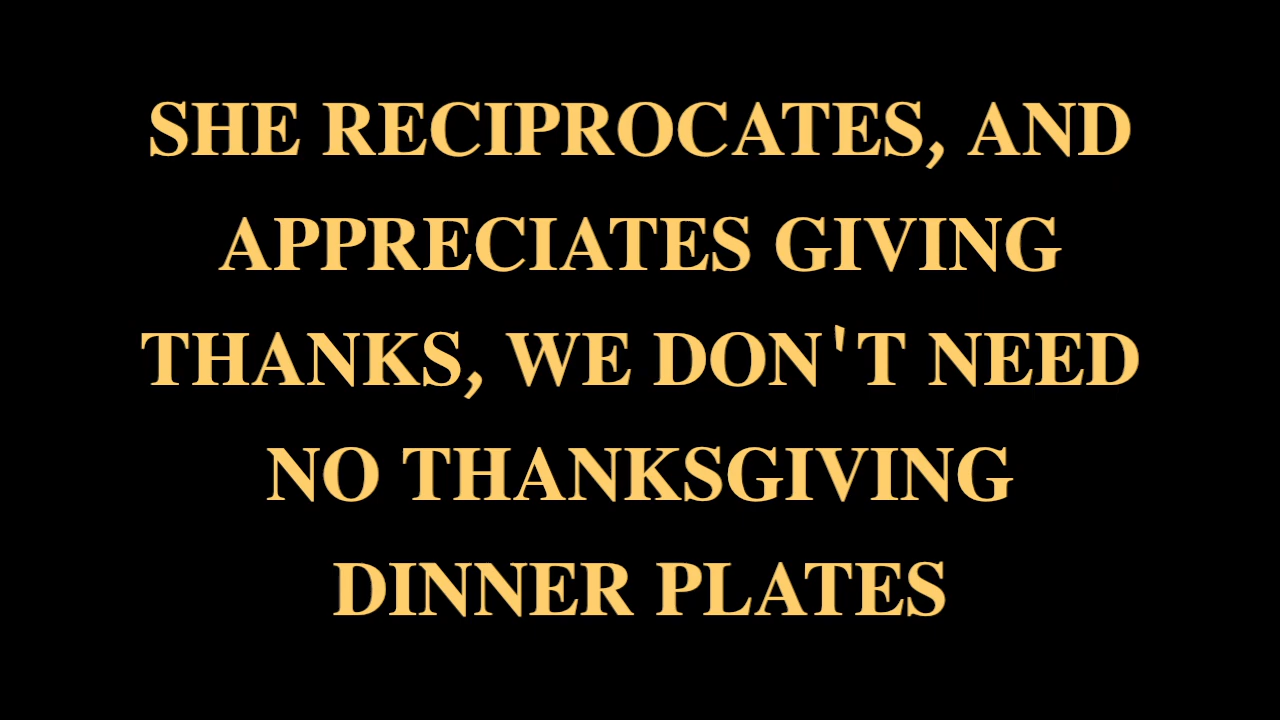 SHE RECIPROCATES, AND
APPRECIATES GIVING
THANKS, WE DON'T NEED
NO THANKSGIVING
DINNER PLATES